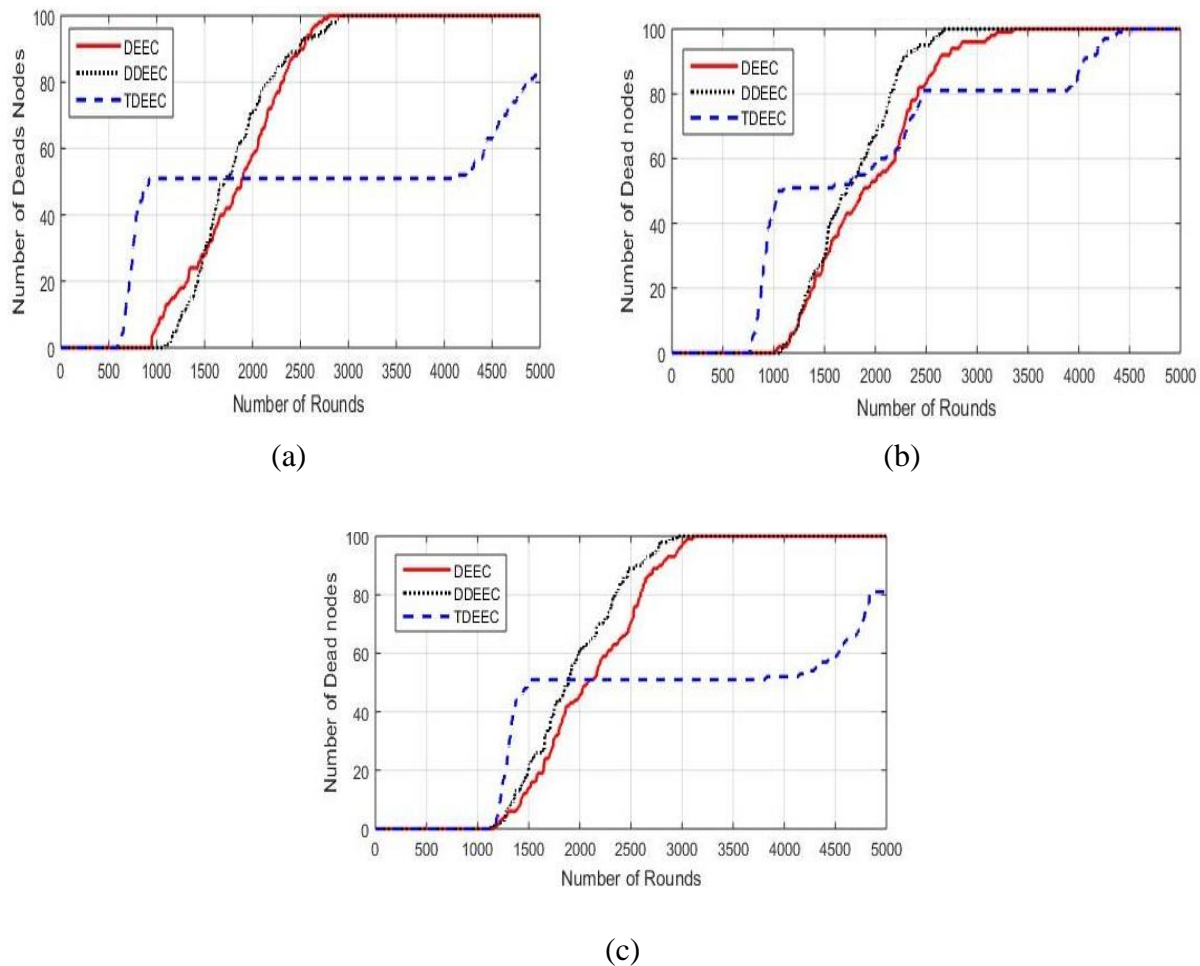 Number of Deads Nodes
100
80
60
40
20
0
DEEC
DDEEC
TDEEC
0 500 1000 1500 2000 2500 3000 3500 4000 4500 5000
Number of Rounds
(a)
Number of Dead nodes
100
80
60
40
20
0
DEEC
DDEEC
TDEEC
0 500 1000 1500 2000 2500 3000 3500 4000 4500 5000
Number of Rounds
(b)
Number of Dead nodes
100
80
60
40
20
0
DEEC
DDEEC
TDEEC
0 500 1000 1500 2000 2500 3000 3500 4000 4500 5000
Number of Rounds
(c)